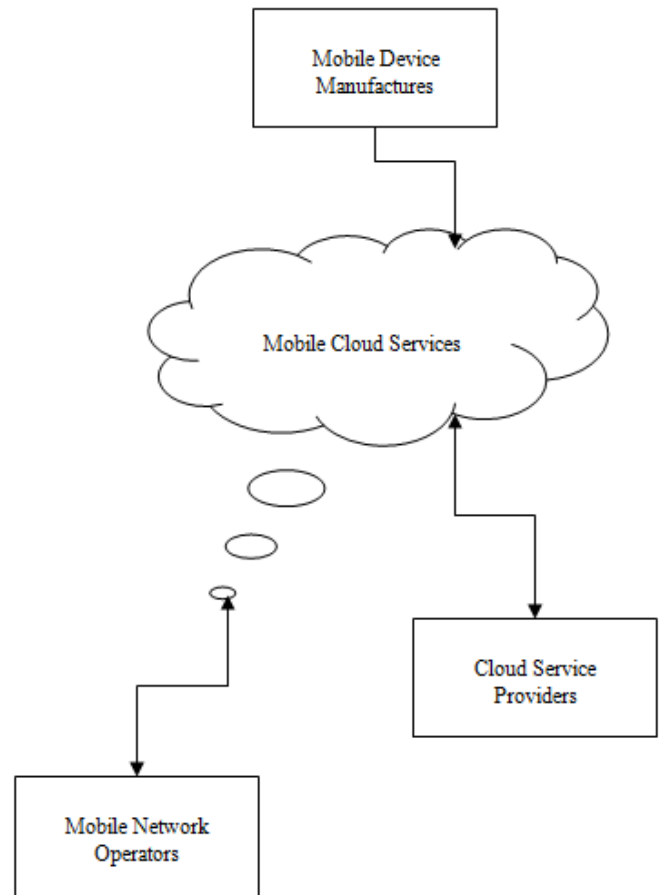 Mobile Device
Manufactures
Mobile Cloud Services
Cloud Service
Providers
Mobile Network
Operators